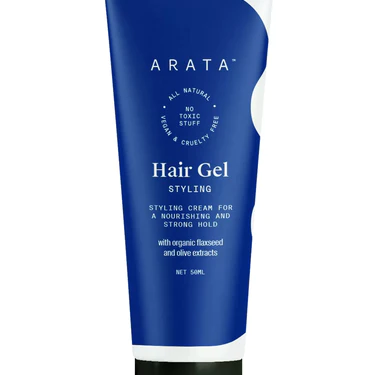 ARATA™
ALL NATURAL
NO
TOXIC
STUFF
VEGAN & CRUELTY FREE
Hair Gel
STYLING
STYLING CREAM FOR
A NOURISHING AND
STRONG HOLD
with organic flaxseed
and olive extracts
NET 50ML